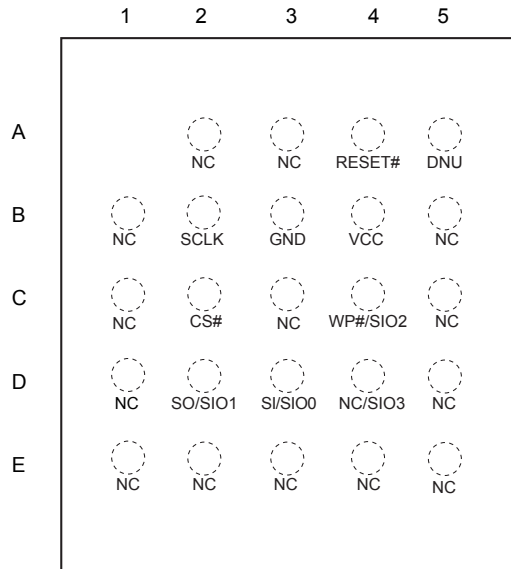 1 2 3 4 5
A
NC NC RESET# DNU
B
NC SCLK GND VCC NC
C
NC CS# NC WP#/SIO2 NC
D
NC SO/SIO1 SI/SIO0 NC/SIO3 NC
E
NC NC NC NC NC